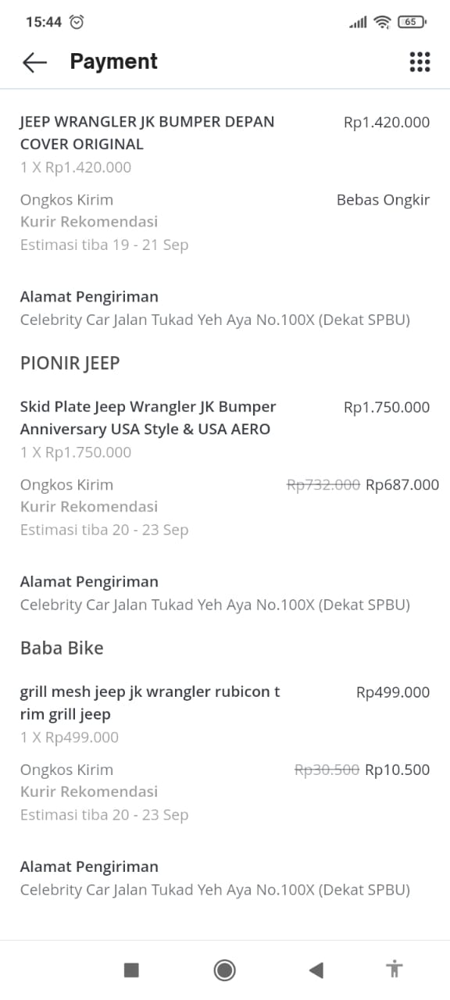 15:44
65
Payment
JEEP WRANGLER JK BUMPER DEPAN Rp1.420.000
COVER ORIGINAL
1 X Rp1.420.000
Ongkos Kirim Bebas Ongkir
Kurir Rekomendasi
Estimasi tiba 19 - 21 Sep
Alamat Pengiriman
Celebrity Car Jalan Tukad Yeh Aya No.100X (Dekat SPBU)
PIONIR JEEP
Skid Plate Jeep Wrangler JK Bumper Rp1.750.000
Anniversary USA Style & USA AERO
1 X Rp1.750.000
Ongkos Kirim Rp732.000 Rp687.000
Kurir Rekomendasi
Estimasi tiba 20 - 23 Sep
Alamat Pengiriman
Celebrity Car Jalan Tukad Yeh Aya No.100X (Dekat SPBU)
Baba Bike
grill mesh jeep jk wrangler rubicon t Rp499.000
rim grill jeep
1 X Rp499.000
Ongkos Kirim Rp30.500 Rp10.500
Kurir Rekomendasi
Estimasi tiba 20 - 23 Sep
Alamat Pengiriman
Celebrity Car Jalan Tukad Yeh Aya No.100X (Dekat SPBU)